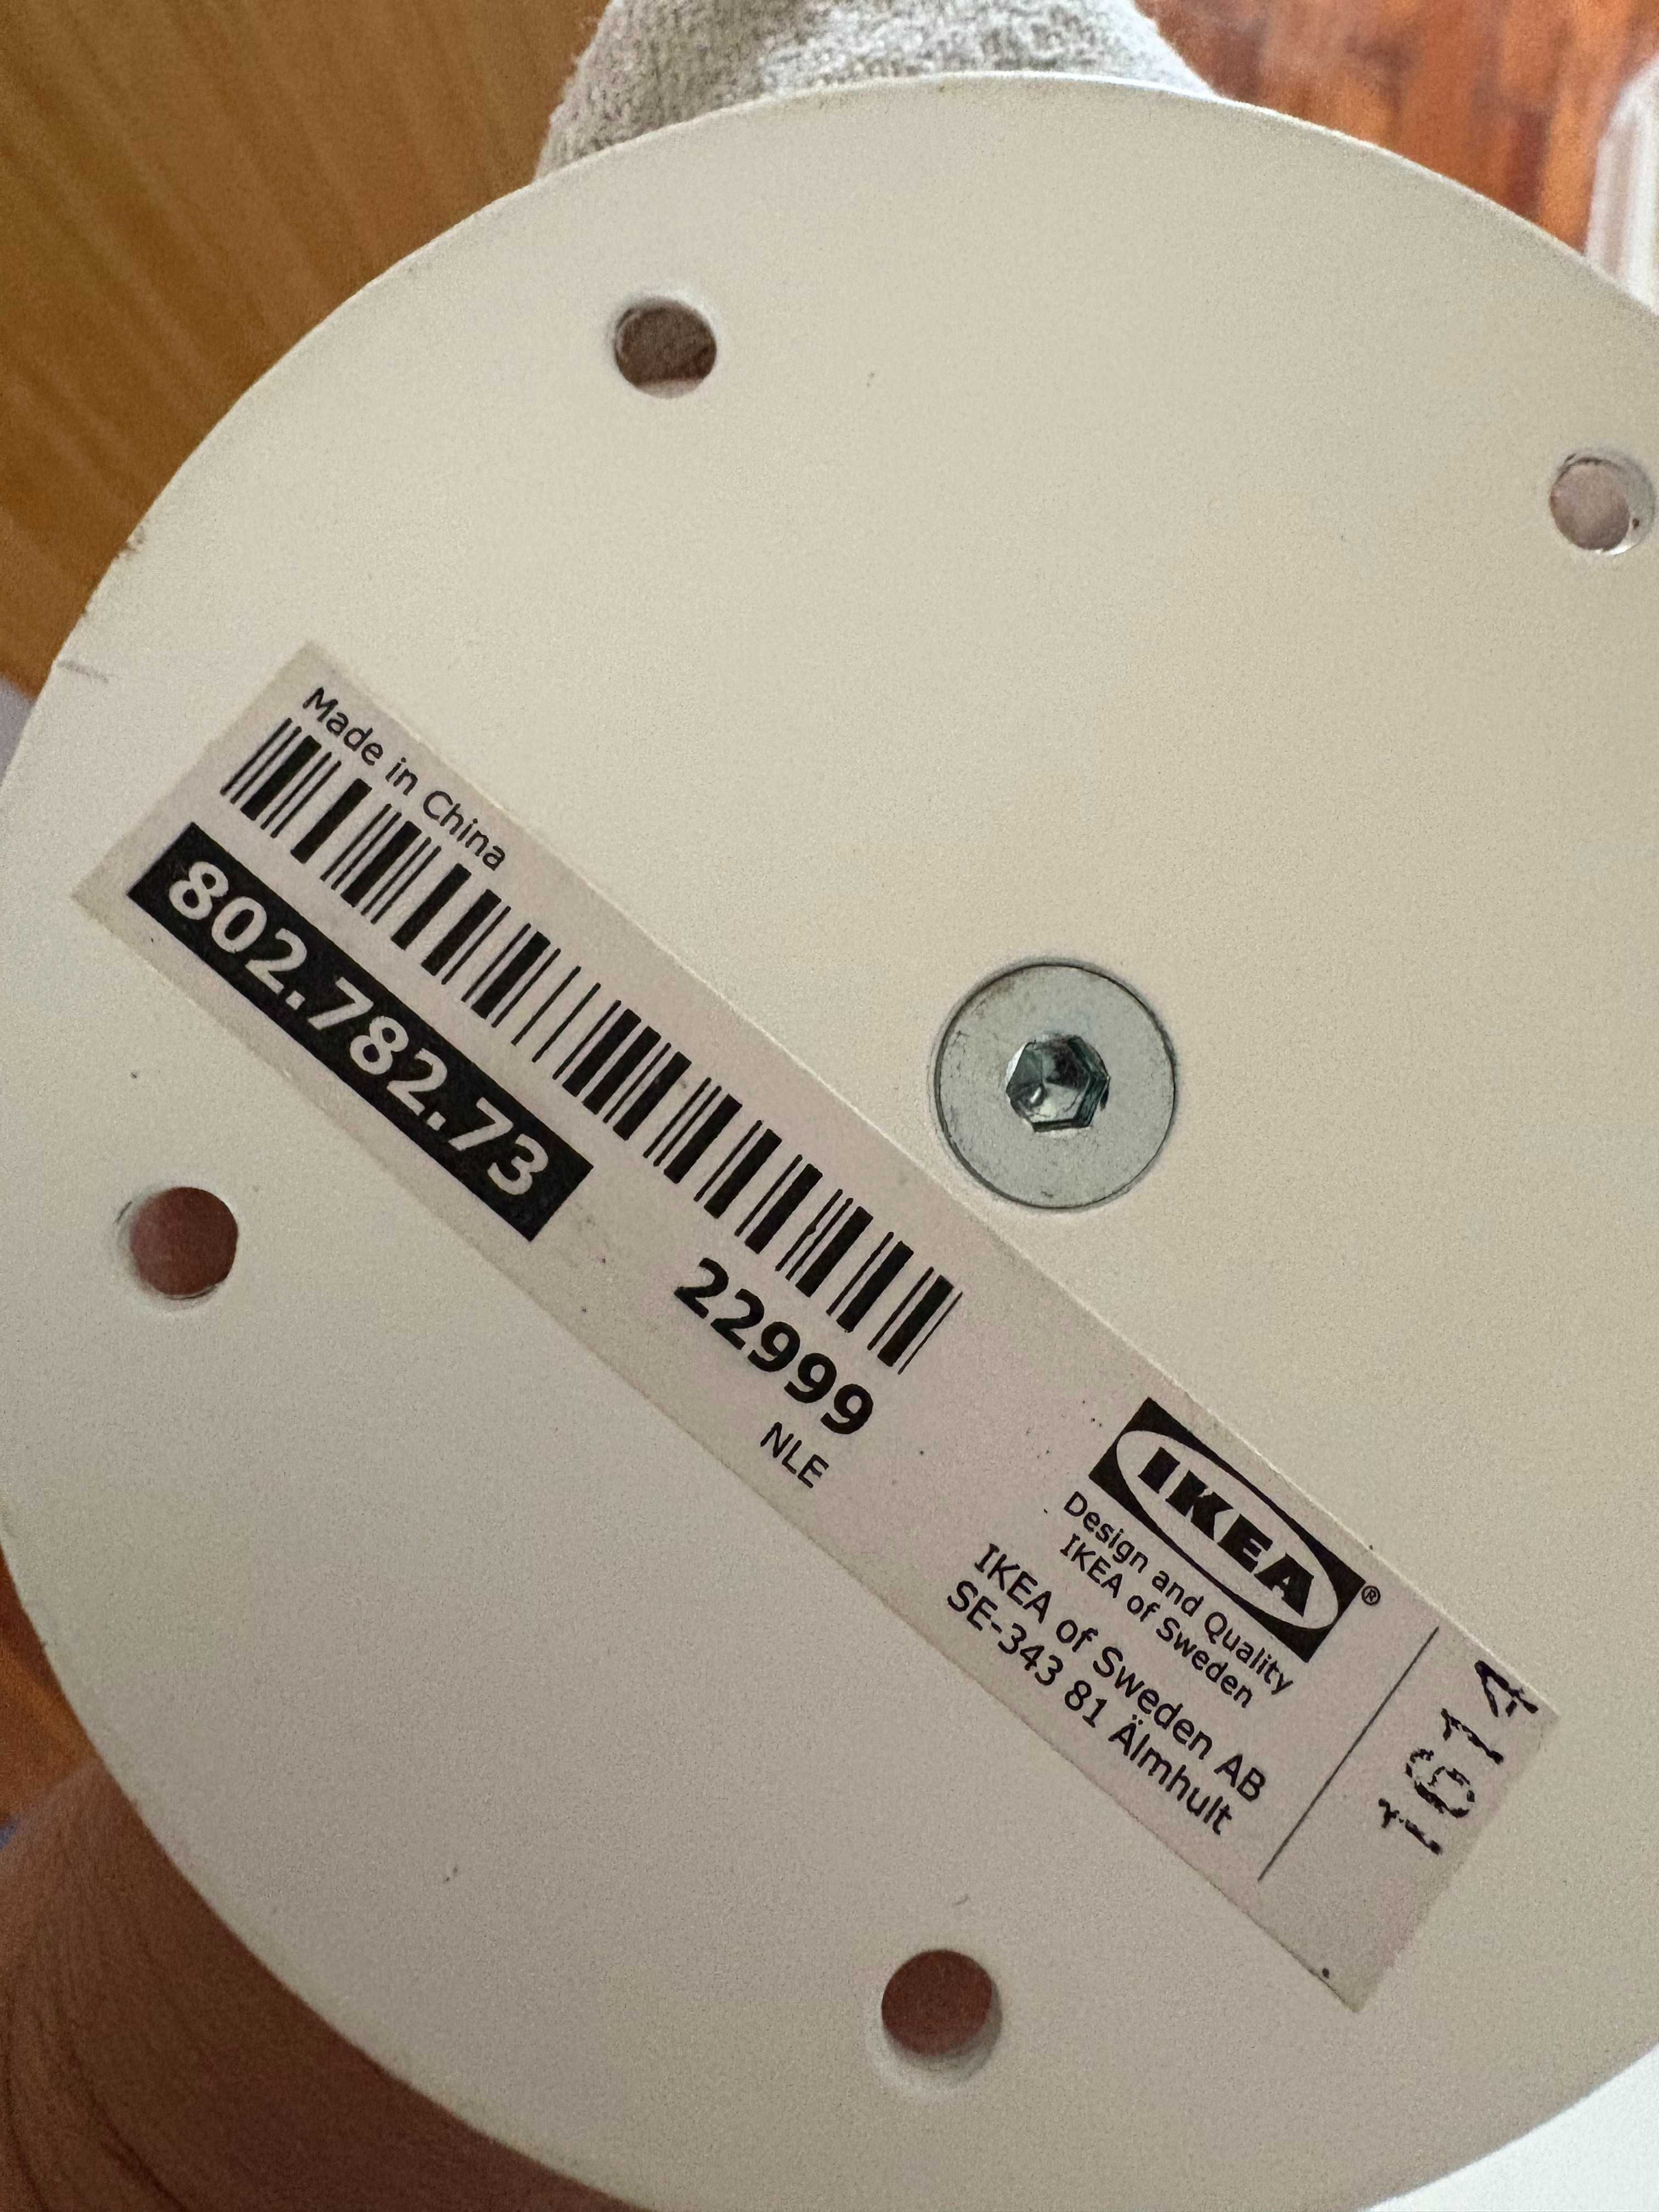 Made in China
802.782.73
22999
NLE
IKEA®
Design and Quality
IKEA of Sweden
IKEA of Sweden AB
SE-343 81 Älmhult
1614